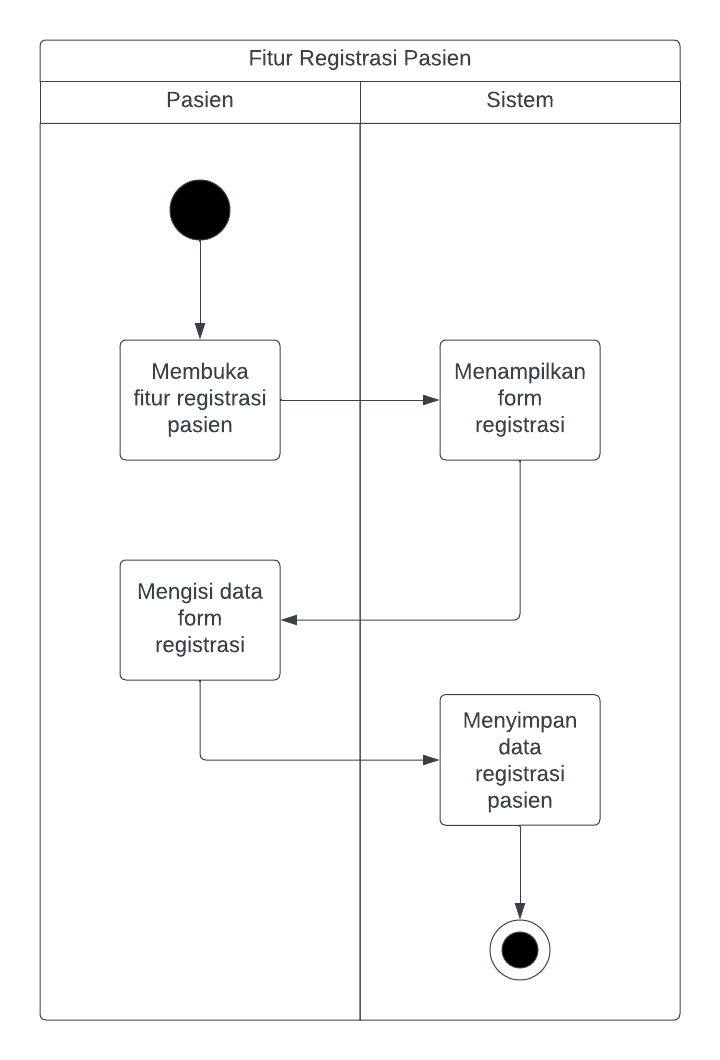 Fitur Registrasi Pasien
Pasien
Sistem
Membuka
fitur registrasi
pasien
Menampilkan
form
registrasi
Mengisi data
form
registrasi
Menyimpan
data
registrasi
pasien